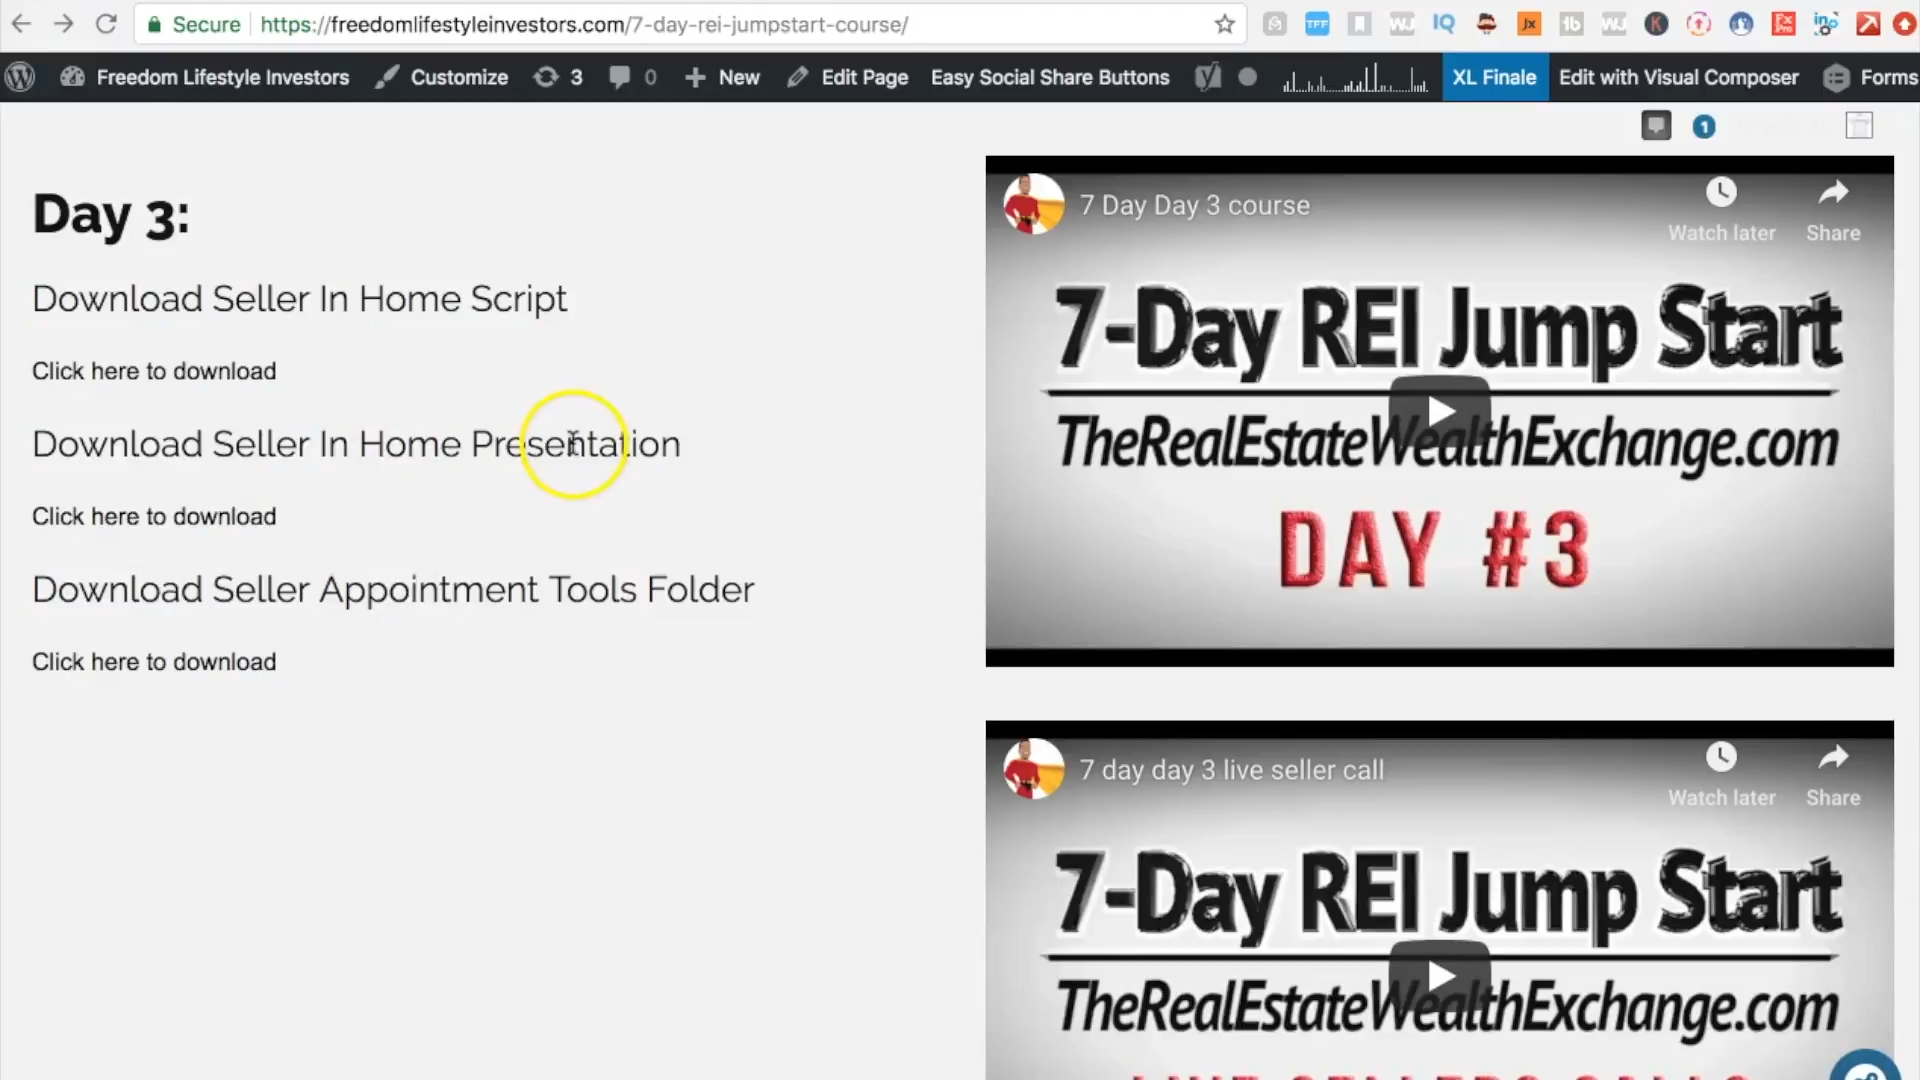 Secure https://freedomlifestyleinvestors.com/7-day-rei-jumpstart-course/
Freedom Lifestyle Investors Customize 3 0 New Edit Page Easy Social Share Buttons XL Finale Edit with Visual Composer Forms
1
Day 3:
Download Seller In Home Script
Click here to download
Download Seller In Home Presentation
Click here to download
Download Seller Appointment Tools Folder
Click here to download
7 Day Day 3 course
Watch later Share
7-Day REI Jump Start
TheRealEstateWealthExchange.com
DAY #3
7 day day 3 live seller call
Watch later Share
7-Day REI Jump Start
TheRealEstateWealthExchange.com